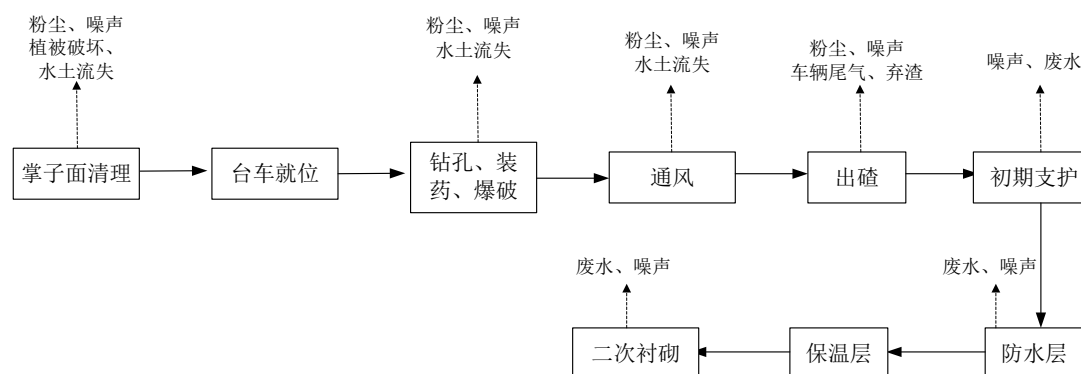 粉尘、噪声
植被破坏、
水土流失
粉尘、噪声
水土流失
粉尘、噪声
水土流失
粉尘、噪声
车辆尾气、弃渣
噪声、废水
掌子面清理
台车就位
钻孔、装
药、爆破
通风
出碴
初期支护
废水、噪声
废水、噪声
二次衬砌
保温层
防水层